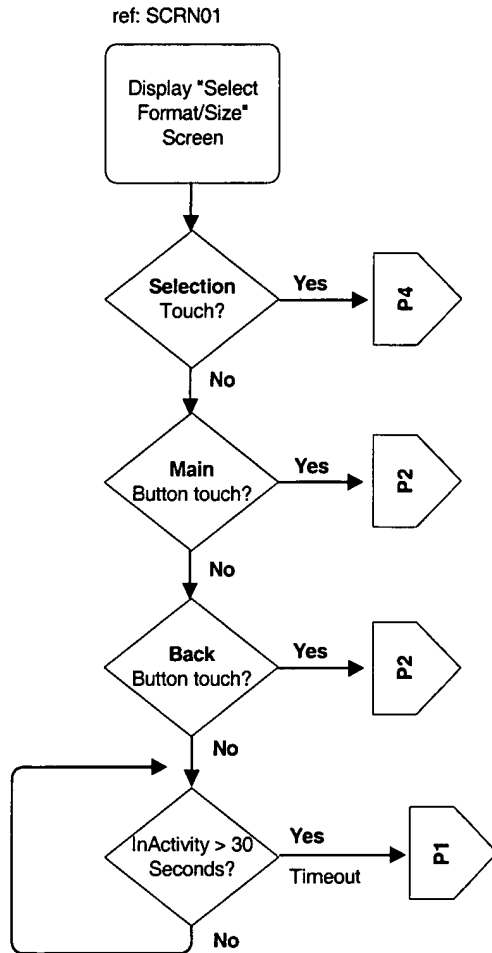 ref: SCRN01
Display "Select
Format/Size"
Screen
Selection
Touch?
Yes
P4
No
Main
Button touch?
Yes
P2
No
Back
Button touch?
Yes
P2
No
InActivity > 30
Seconds?
Yes
Timeout
P1
No